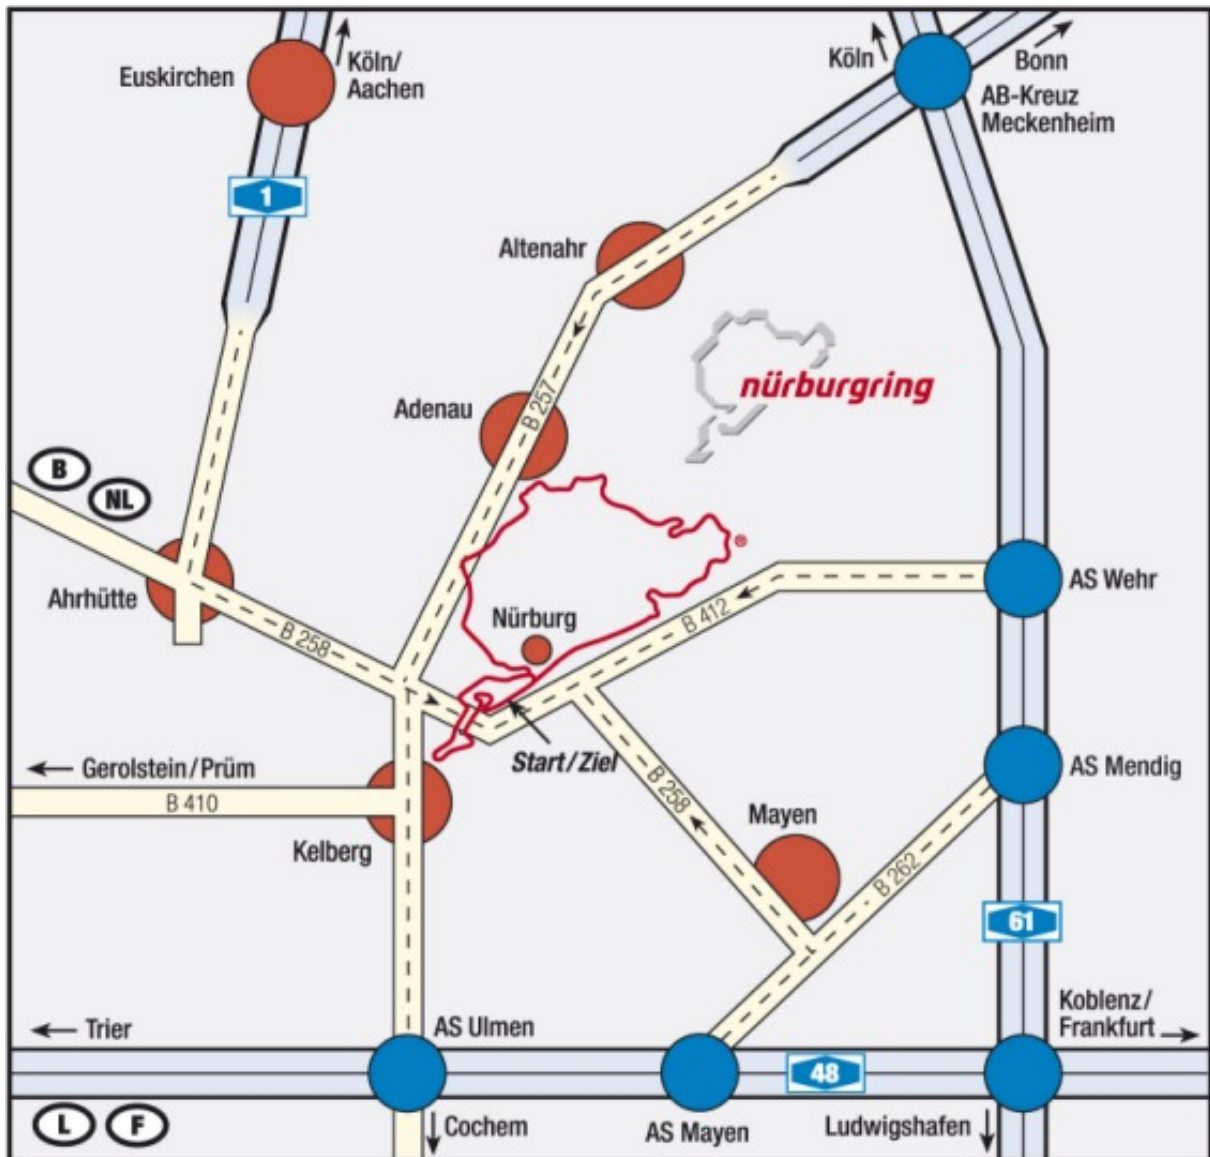 Euskirchen
Köln/
Aachen
Köln
Bonn
AB-Kreuz
Meckenheim
1
Altenahr
nürburgring
B 257
Adenau
B
NL
®
Ahrhütte
AS Wehr
B 258
Nürburg
B 412
Start/Ziel
Gerolstein/Prüm
B 410
AS Mendig
B 258
Mayen
Kelberg
B 262
61
Koblenz/
Frankfurt
Trier
AS Ulmen
48
L
F
Cochem
AS Mayen
Ludwigshafen